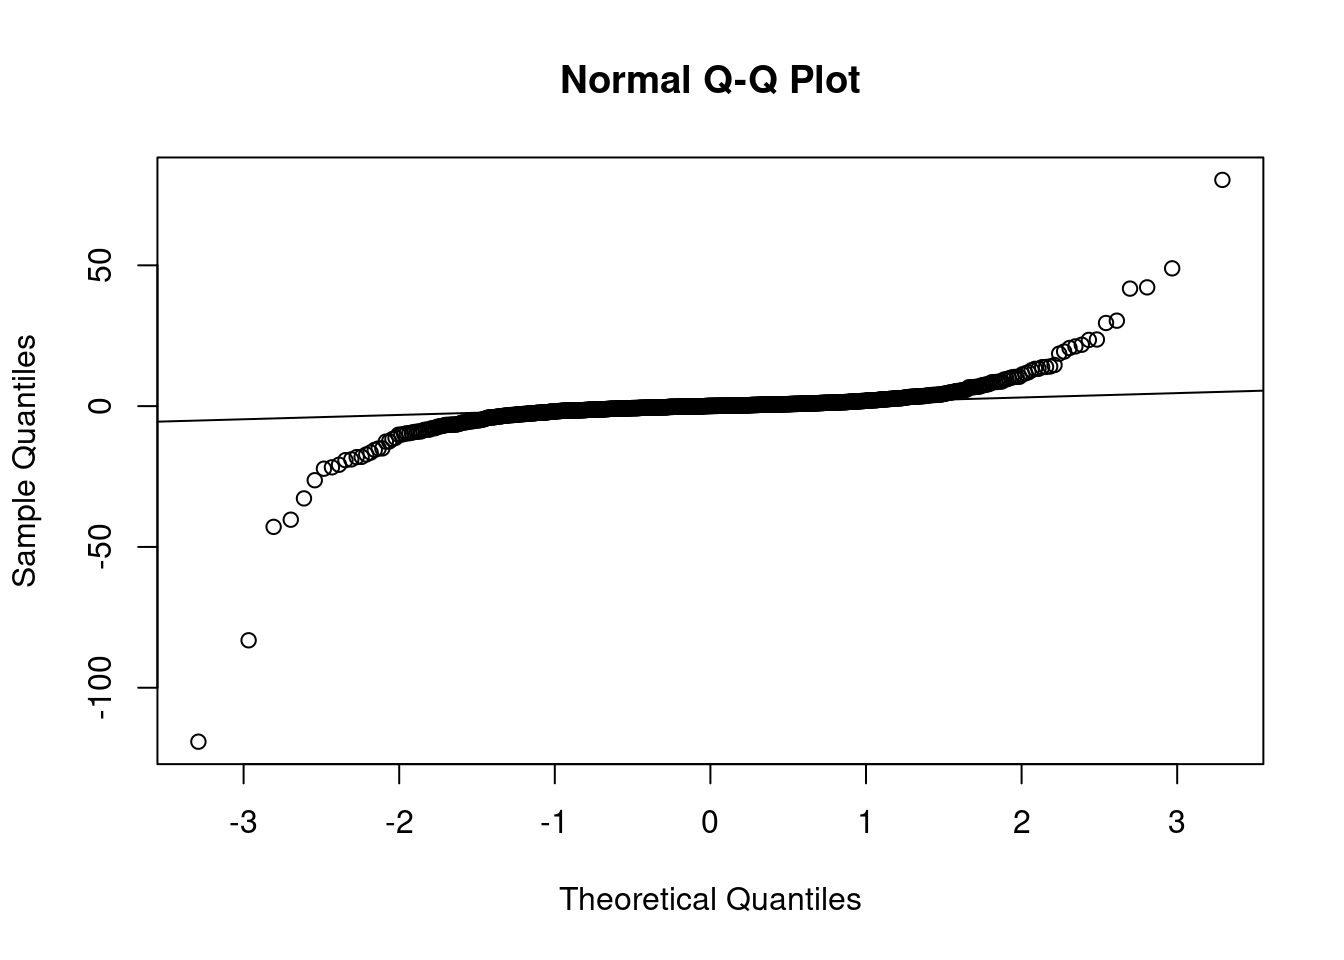 Normal Q-Q Plot
Sample Quantiles
50
0
-50
-100
-3 -2 -1 0 1 2 3
Theoretical Quantiles